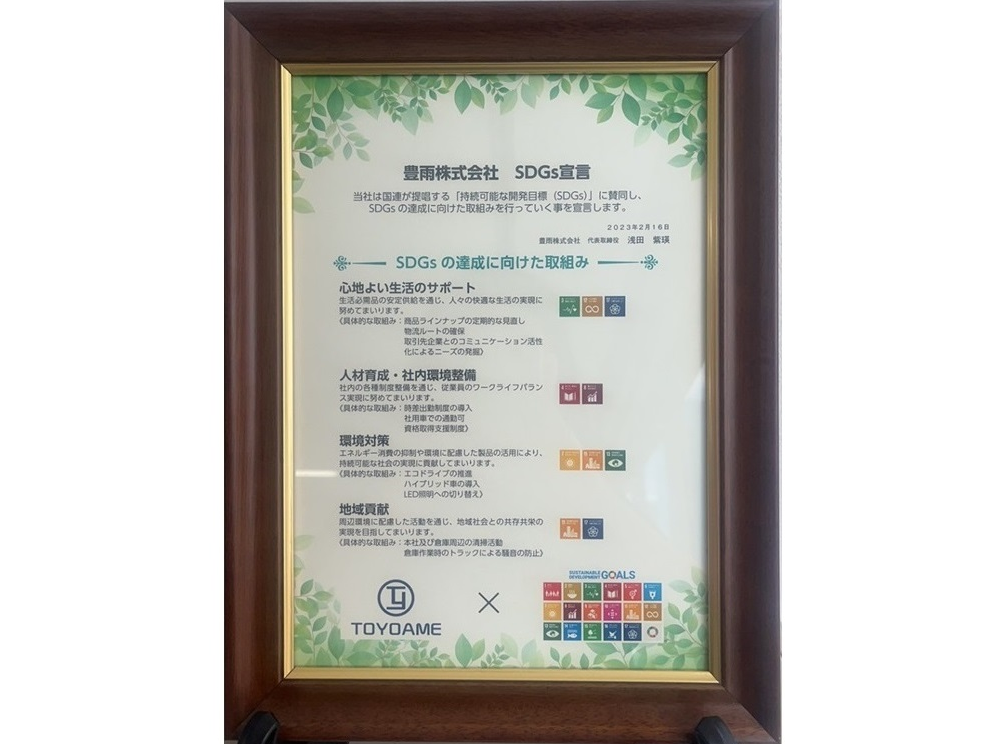 豊雨株式会社 SDGs宣言
当社は国連が提唱する「持続可能な開発目標（SDGs）」に賛同し、
SDGs の達成に向けた取組みを行っていく事を宣言します。
2023年2月16日
豊雨株式会社 代表取締役 浅田 紫瑛
SDGs の達成に向けた取組み
心地よい生活のサポート
生活必需品の安定供給を通じ、人々の快適な生活の実現に
努めてまいります。
〈具体的な取組み：商品ラインナップの定期的な見直し
物流ルートの確保
取引先企業とのコミュニケーション活性
化によるニーズの発掘〉
人材育成・社内環境整備
社内の各種制度整備を通じ、従業員のワークライフバラン
ス実現に努めてまいります。
〈具体的な取組み：時差出勤制度の導入
社用車での通勤可
資格取得支援制度〉
環境対策
エネルギー消費の抑制や環境に配慮した製品の活用により、
持続可能な社会の実現に貢献してまいります。
〈具体的な取組み：エコドライブの推進
ハイブリッド車の導入
LED照明への切り替え〉
地域貢献
周辺環境に配慮した活動を通じ、地域社会との共存共栄の
実現を目指してまいります。
〈具体的な取組み：本社及び倉庫周辺の清掃活動
倉庫作業時のトラックによる騒音の防止〉
TOYOAME
×
SUSTAINABLE
DEVELOPMENT GOALS